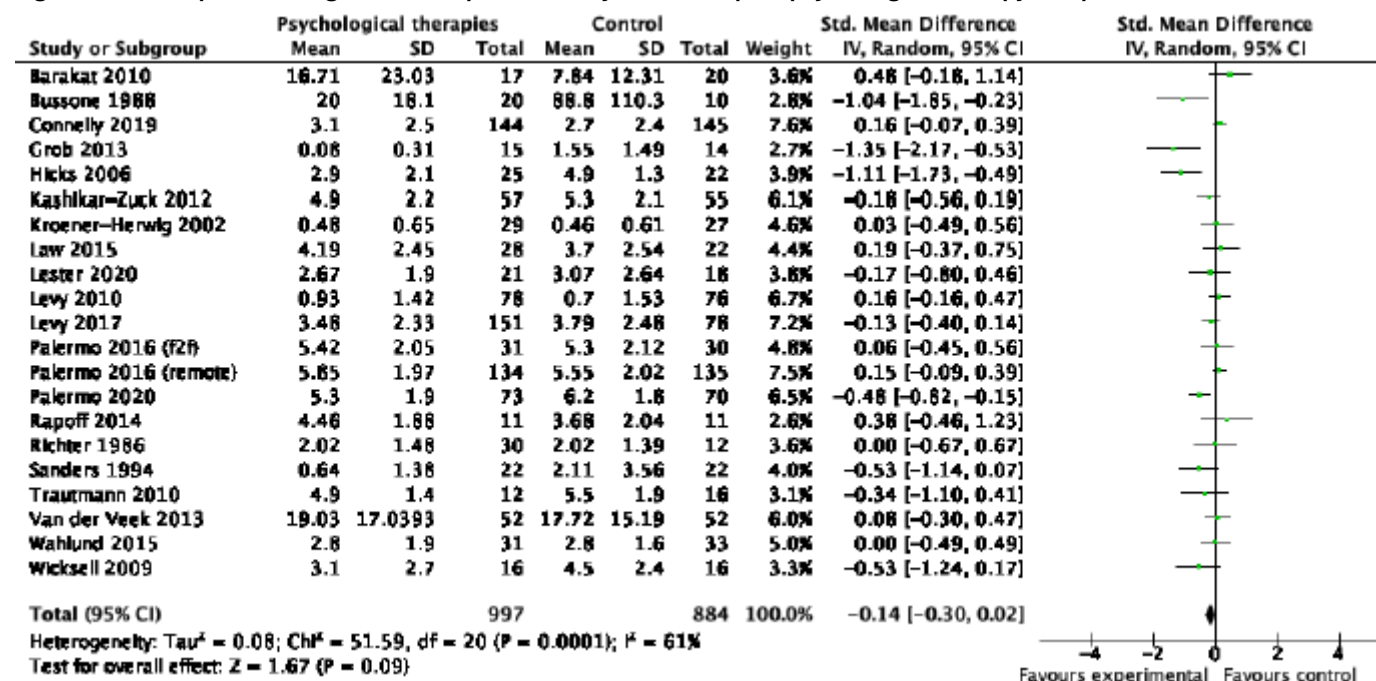 Psychological therapies Control Std. Mean Difference Std. Mean Difference
Study or Subgroup Mean SD Total Mean SD Total Weight IV, Random, 95% CI IV, Random, 95% CI
Barakat 2010 16.71 23.03 17 7.84 12.31 20 3.6% 0.48 [-0.18, 1.14]
Bussone 1988 20 18.1 20 88.8 110.3 10 2.8% -1.04 [-1.85, -0.23]
Connelly 2019 3.1 2.5 144 2.7 2.4 145 7.6% 0.16 [-0.07, 0.39]
Grob 2013 0.08 0.31 15 1.55 1.49 14 2.7% -1.35 [-2.17, -0.53]
Hicks 2006 2.9 2.1 25 4.9 1.3 22 3.9% -1.11 [-1.73, -0.49]
Kashikar-Zuck 2012 4.9 2.2 57 5.3 2.1 55 6.1% -0.18 [-0.56, 0.19]
Kroener-Herwig 2002 0.48 0.65 29 0.46 0.61 27 4.6% 0.03 [-0.49, 0.56]
Law 2015 4.19 2.45 28 3.7 2.54 22 4.4% 0.19 [-0.37, 0.75]
Lester 2020 2.67 1.9 21 3.07 2.64 18 3.8% -0.17 [-0.80, 0.46]
Levy 2010 0.93 1.42 78 0.7 1.53 76 6.7% 0.16 [-0.16, 0.47]
Levy 2017 3.48 2.33 151 3.79 2.48 78 7.2% -0.13 [-0.40, 0.14]
Palermo 2016 (f2f) 5.42 2.05 31 5.3 2.12 30 4.8% 0.06 [-0.45, 0.56]
Palermo 2016 (remote) 5.85 1.97 134 5.55 2.02 135 7.5% 0.15 [-0.09, 0.39]
Palermo 2020 5.3 1.9 73 6.2 1.8 70 6.5% -0.48 [-0.82, -0.15]
Rapoff 2014 4.46 1.88 11 3.68 2.04 11 2.6% 0.38 [-0.46, 1.23]
Richter 1986 2.02 1.48 30 2.02 1.39 12 3.6% 0.00 [-0.67, 0.67]
Sanders 1994 0.64 1.38 22 2.11 3.56 22 4.0% -0.53 [-1.14, 0.07]
Trautmann 2010 4.9 1.4 12 5.5 1.9 16 3.1% -0.34 [-1.10, 0.41]
Van der Veek 2013 19.03 17.0393 52 17.72 15.19 52 6.0% 0.08 [-0.30, 0.47]
Wahlund 2015 2.8 1.9 31 2.8 1.6 33 5.0% 0.00 [-0.49, 0.49]
Wicksell 2009 3.1 2.7 16 4.5 2.4 16 3.3% -0.53 [-1.24, 0.17]
Total (95% CI) 997 884 100.0% -0.14 [-0.30, 0.02]
Heterogeneity: Tau² = 0.08; Chi² = 51.59, df = 20 (P = 0.0001); I² = 61%
Test for overall effect: Z = 1.67 (P = 0.09)
-4 -2 0 2 4
Favours experimental Favours control